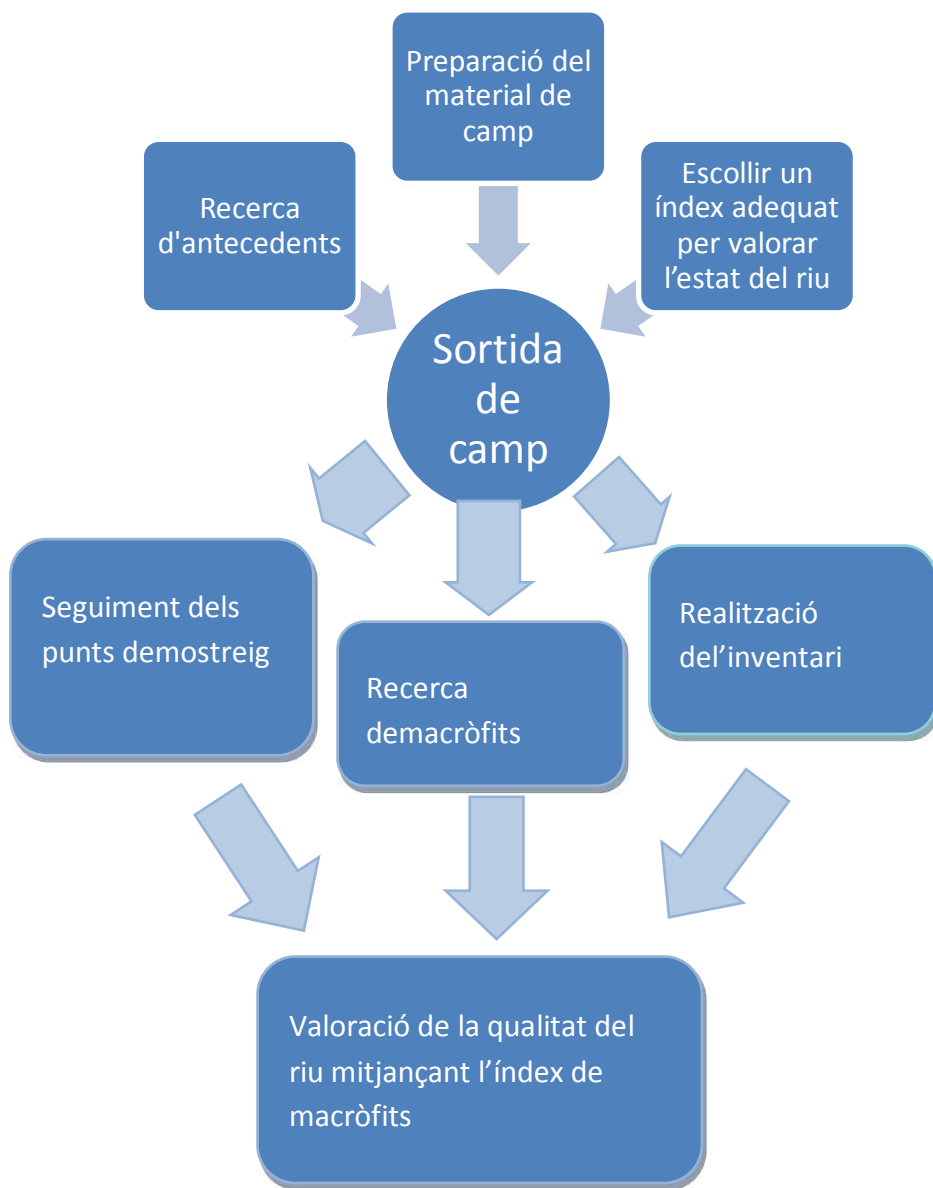 Preparació del
material de
camp
Recerca
d'antecedents
Escollir un
índex adequat
per valorar
l’estat del riu
Sortida
de
camp
Seguiment dels
punts demostreig
Recerca
demacròfits
Realització
del’inventari
Valoració de la qualitat del
riu mitjançant l’índex de
macròfits